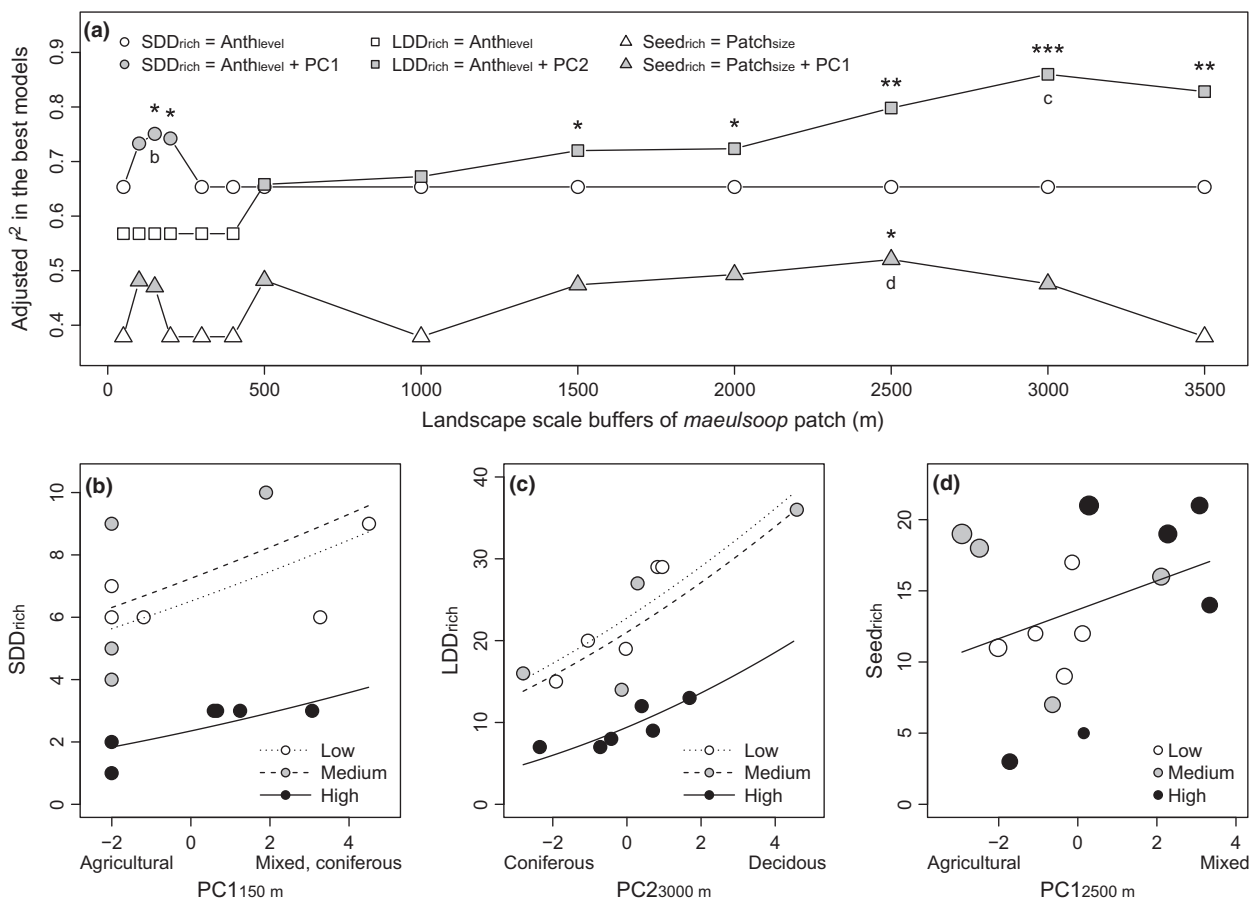 (a)
SDDrich = Anthlevel
LDDrich = Anthlevel
Seedrich = Patchsize
SDDrich = Anthlevel + PC1
LDDrich = Anthlevel + PC2
Seedrich = Patchsize + PC1
Adjusted r2 in the best models
0.4 0.5 0.6 0.7 0.8 0.9
* * * * ** *** ** *
b c d
0 500 1000 1500 2000 2500 3000 3500
Landscape scale buffers of maeulsoop patch (m)
(b)
SDDrich
0 2 4 6 8 10
Low
Medium
High
−2 0 2 4
Agricultural Mixed, coniferous
PC1150 m
(c)
LDDrich
0 10 20 30 40
Low
Medium
High
−2 0 2 4
Coniferous Decidous
PC23000 m
(d)
Seedrich
0 5 10 15 20
Low
Medium
High
−2 0 2 4
Agricultural Mixed
PC12500 m